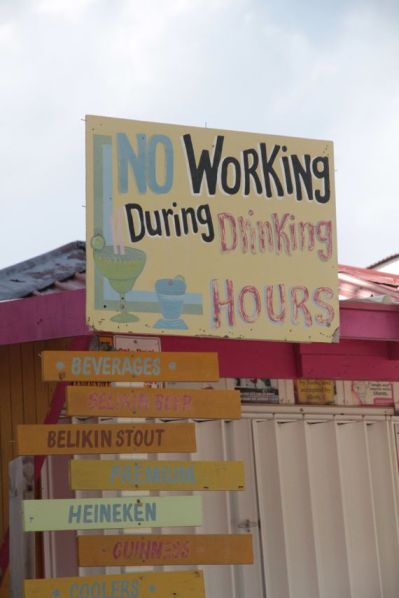 NO WORKING
DURING DRINKING
HOURS
• BEVERAGES •
BELIKIN BEER
BELIKIN STOUT
PREMIUM
HEINEKEN
GUINNESS
• COOLERS •